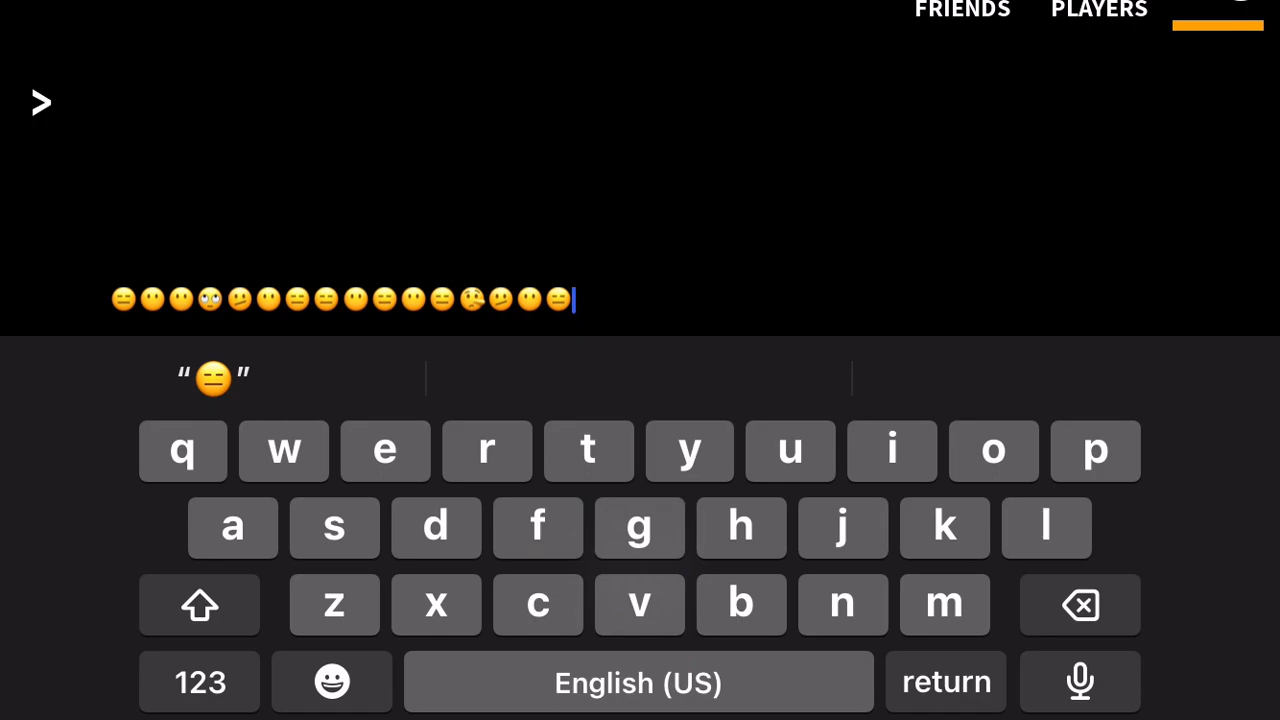 FRIENDS PLAYERS
>
😑😶😶🙄🫤😶😑😑😶😑😶😑🤥🫤😶😑
“😑”
q w e r t y u i o p
a s d f g h j k l
z x c v b n m
123 English (US) return